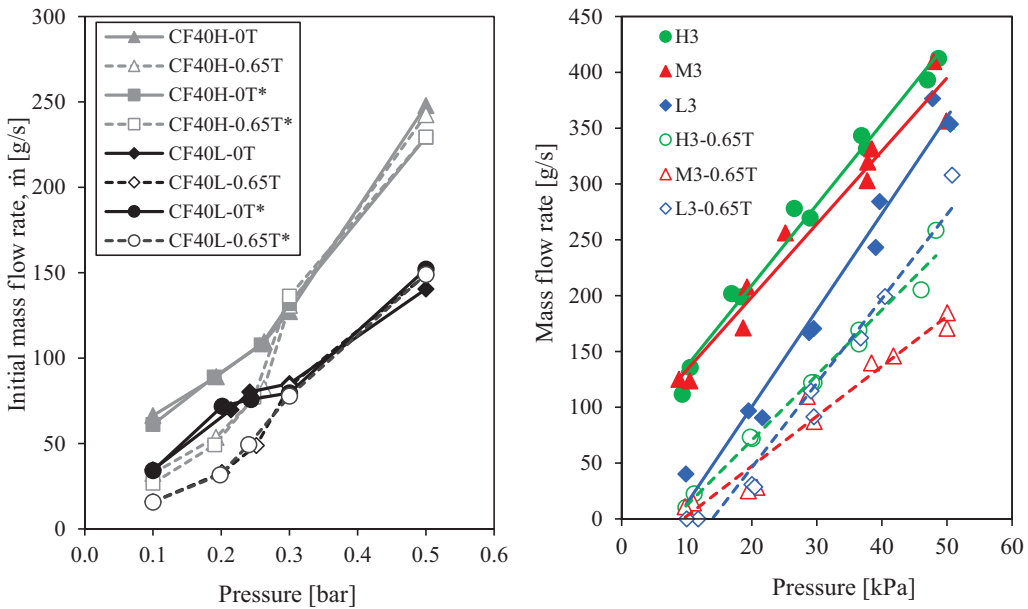 300
250
200
150
100
50
0
Initial mass flow rate, ṁ [g/s]
CF40H-0T
CF40H-0.65T
CF40H-0T*
CF40H-0.65T*
CF40L-0T
CF40L-0.65T
CF40L-0T*
CF40L-0.65T*
0.0 0.1 0.2 0.3 0.4 0.5 0.6
Pressure [bar]
450
400
350
300
250
200
150
100
50
0
Mass flow rate [g/s]
H3
M3
L3
H3-0.65T
M3-0.65T
L3-0.65T
0 10 20 30 40 50 60
Pressure [kPa]